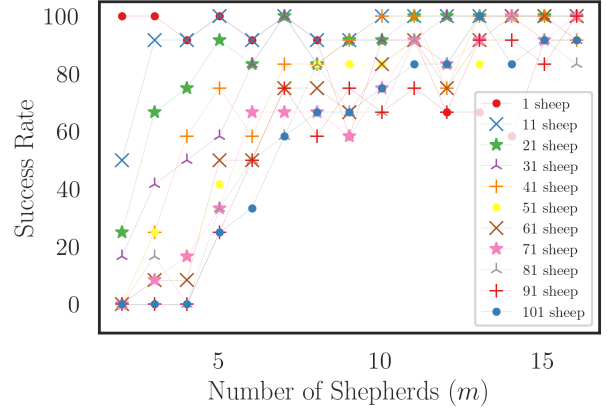 100
80
60
40
20
0
Success Rate
1 sheep
11 sheep
21 sheep
31 sheep
41 sheep
51 sheep
61 sheep
71 sheep
81 sheep
91 sheep
101 sheep
5
10
15
Number of Shepherds (m)